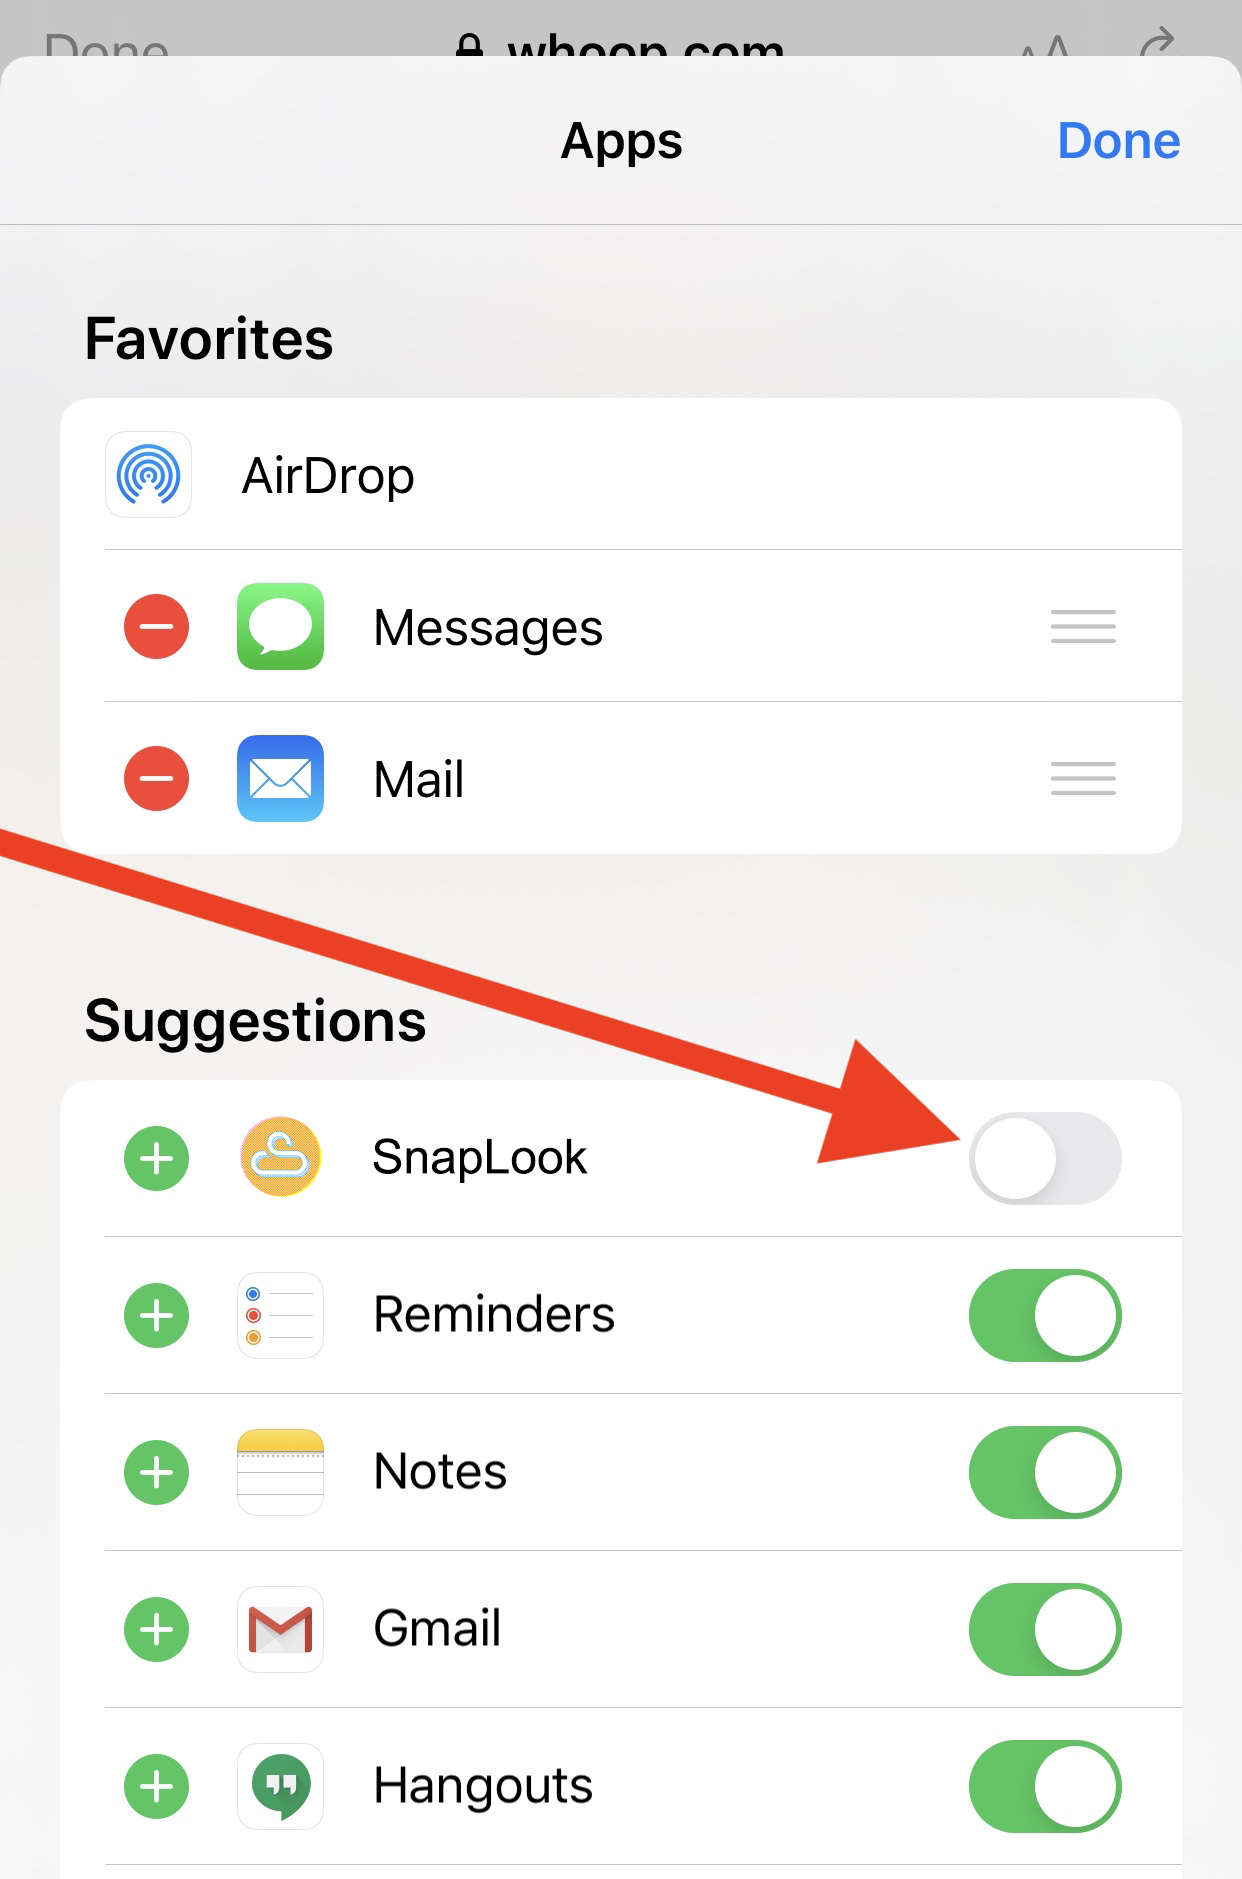 Done whoop.com AA
Apps Done
Favorites
AirDrop
Messages
Mail
Suggestions
SnapLook
Reminders
Notes
Gmail
Hangouts